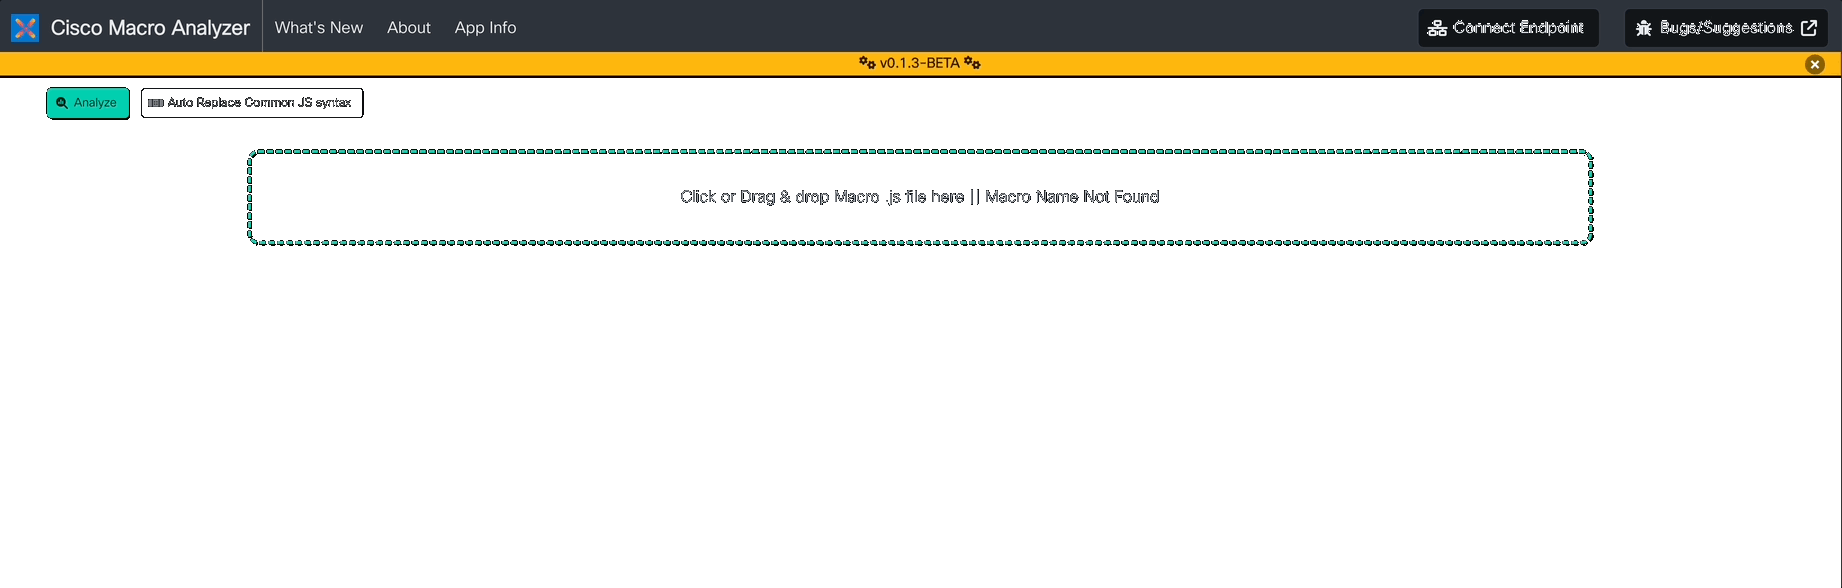 Cisco Macro Analyzer What's New About App Info Connect Endpoint Bugs/Suggestions
v0.1.3-BETA
Analyze Auto Replace Common JS syntax
Click or Drag & drop Macro .js file here || Macro Name Not Found